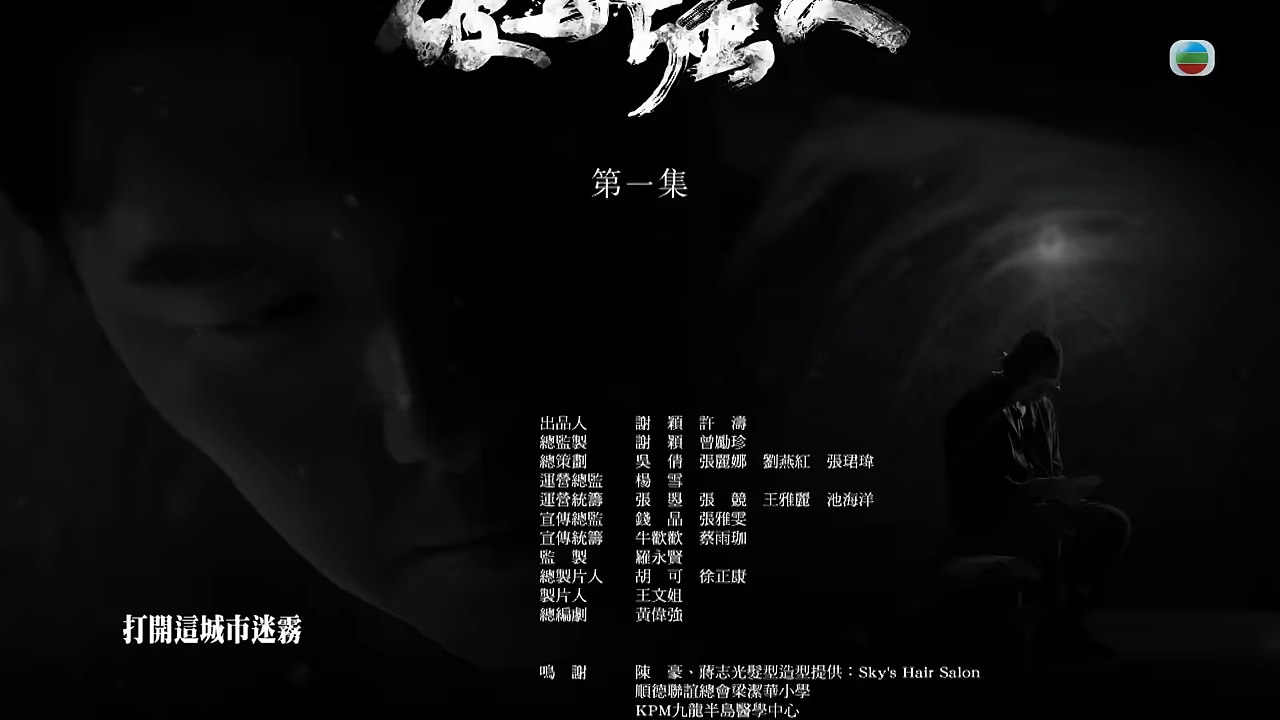 第一集
出品人 謝 穎 許 濤
總監製 謝 穎 曾勵珍
總策劃 吳 倩 張麗娜 劉燕紅 張珺瑋
運營總監 楊 雪
運營統籌 張 曌 張 競 王雅麗 池海洋
宣傳總監 錢 晶 張雅雯
宣傳統籌 牛歡歡 蔡雨珈
監 製 羅永賢
總製片人 胡 可 徐正康
製片人 王文姐
總編劇 黃偉強
打開這城市迷霧
鳴 謝 陳 豪、蔣志光髮型造型提供：Sky's Hair Salon
順德聯誼總會梁潔華小學
KPM九龍半島醫學中心